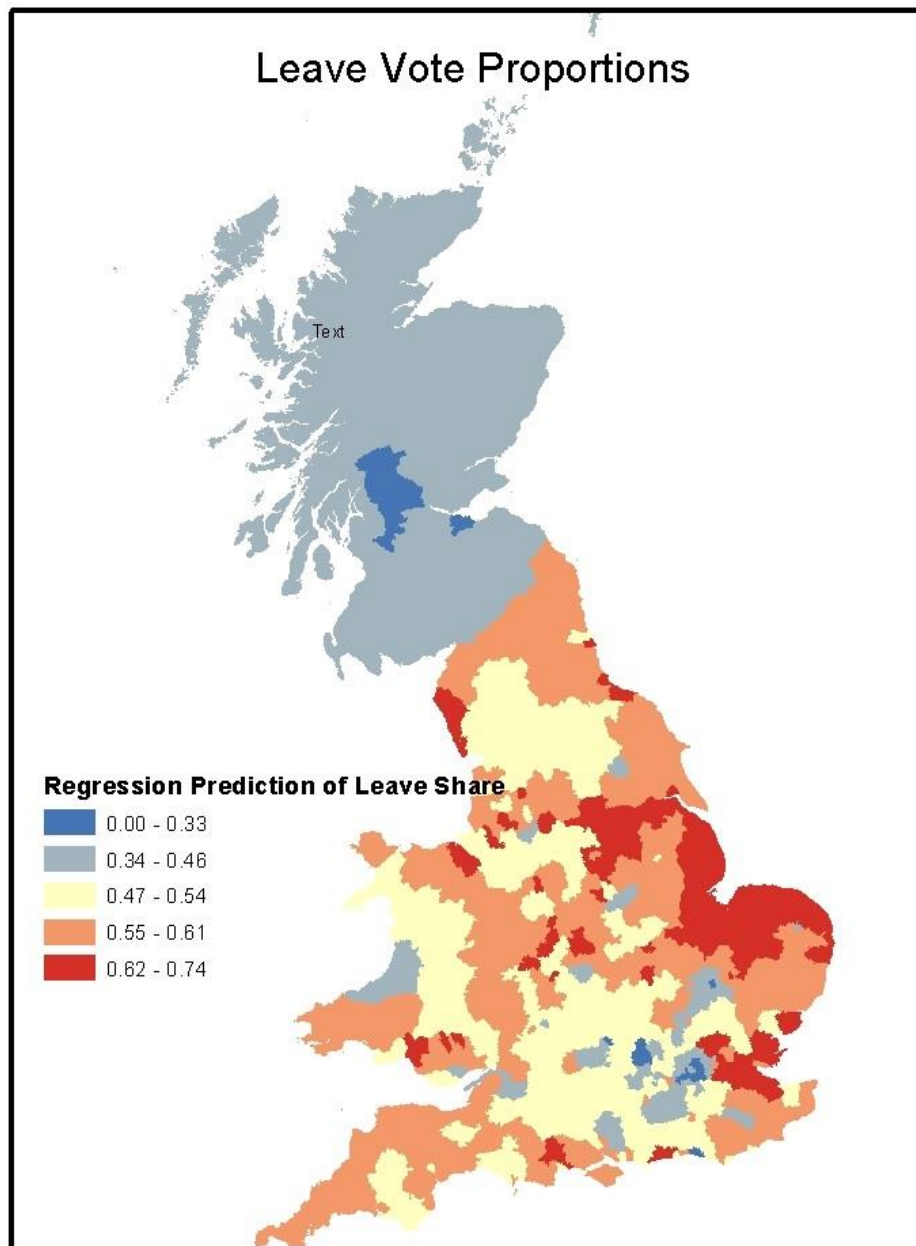 Leave Vote Proportions
Text
Regression Prediction of Leave Share
0.00 - 0.33
0.34 - 0.46
0.47 - 0.54
0.55 - 0.61
0.62 - 0.74